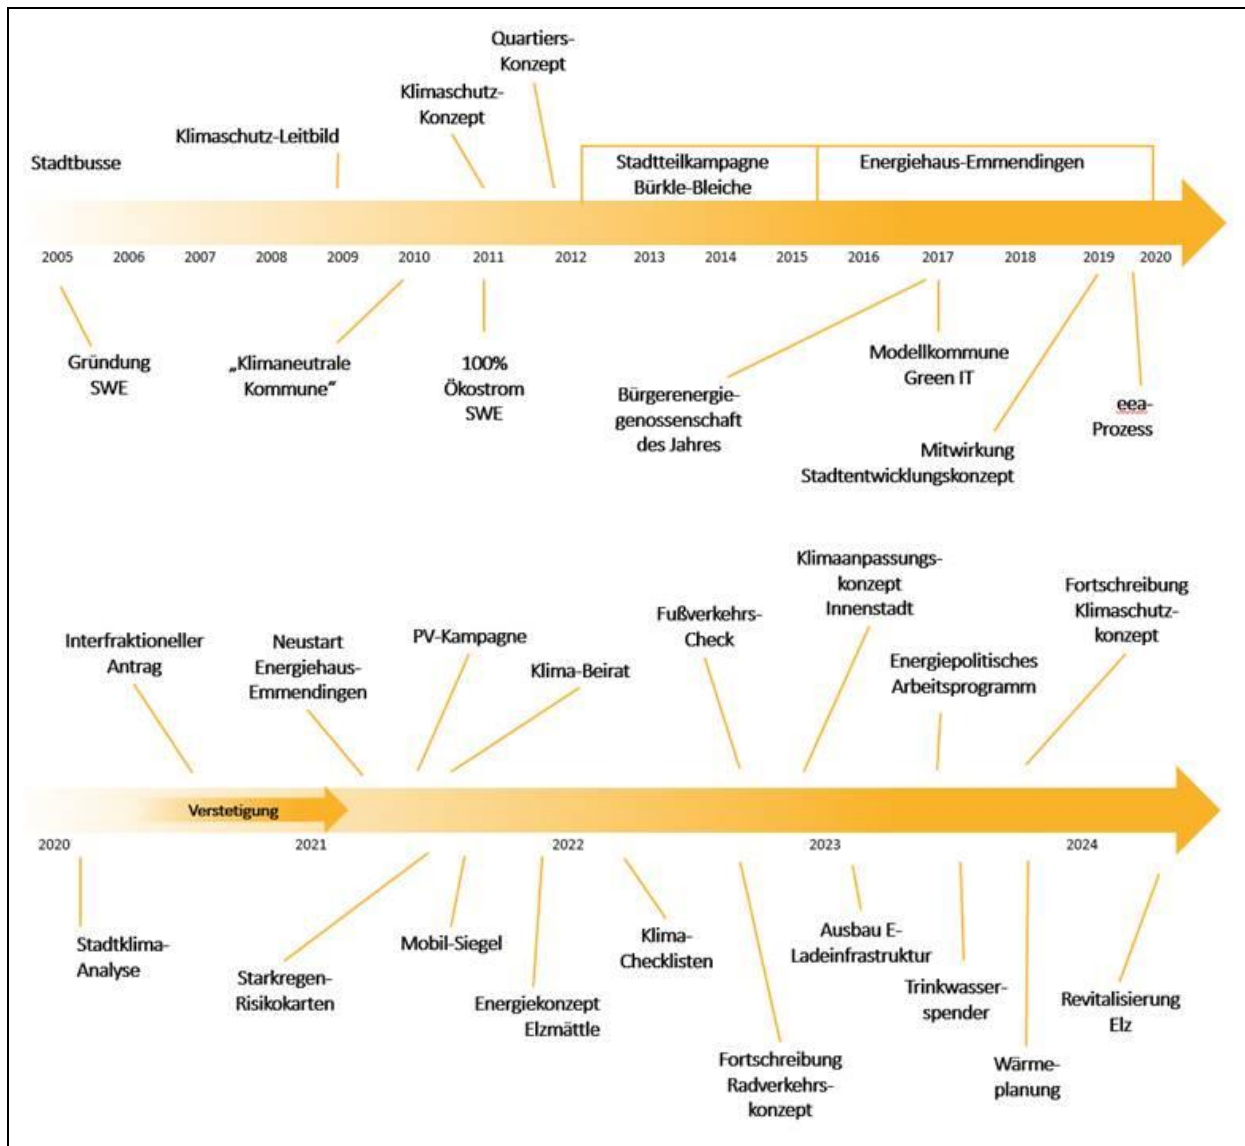 Quartiers-
Konzept
Klimaschutz-
Konzept
Klimaschutz-Leitbild
Stadtbusse
Stadtteilkampagne
Bürkle-Bleiche
Energiehaus-Emmendingen
2005 2006 2007 2008 2009 2010 2011 2012 2013 2014 2015 2016 2017 2018 2019 2020
Gründung
SWE
„Klimaneutrale
Kommune“
100%
Ökostrom
SWE
Bürgerenergie-
genossenschaft
des Jahres
Modellkommune
Green IT
Mitwirkung
Stadtentwicklungskonzept
eea-
Prozess
Interfraktioneller
Antrag
Neustart
Energiehaus-
Emmendingen
PV-Kampagne
Klima-Beirat
Fußverkehrs-
Check
Klimaanpassungs-
konzept
Innenstadt
Energiepolitisches
Arbeitsprogramm
Fortschreibung
Klimaschutz-
konzept
Verstetigung
2020 2021 2022 2023 2024
Stadtklima-
Analyse
Starkregen-
Risikokarten
Mobil-Siegel
Energiekonzept
Elzmättle
Klima-
Checklisten
Fortschreibung
Radverkehrs-
konzept
Ausbau E-
Ladeinfrastruktur
Trinkwasser-
spender
Wärme-
planung
Revitalisierung
Elz